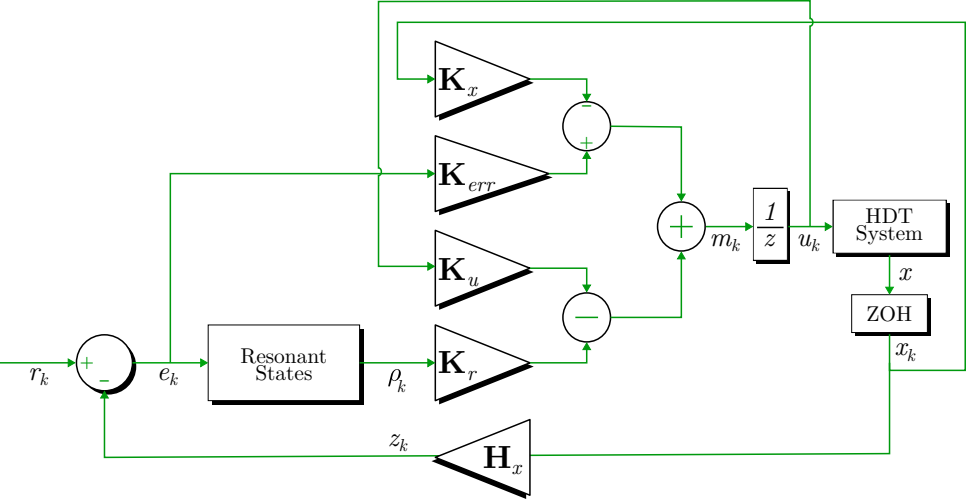 K_x
-
+
K_err
+
m_k
1
z
u_k
HDT
System
x
ZOH
x_k
K_u
−
r_k
+
-
e_k
Resonant
States
ρ_k
K_r
z_k
H_x